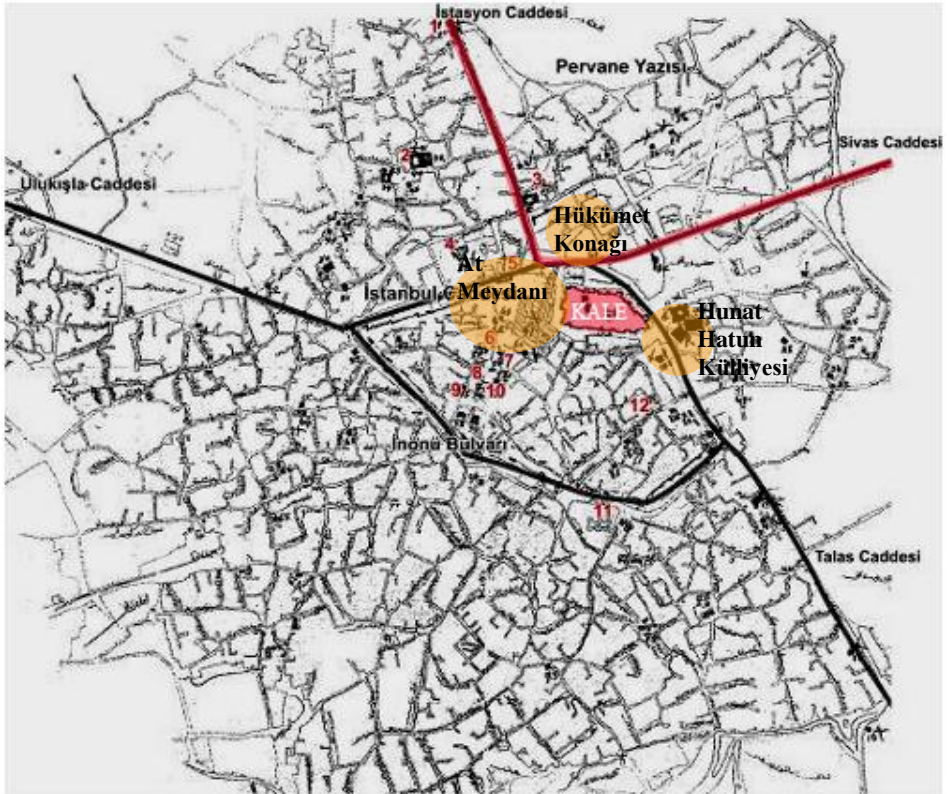 İstasyon Caddesi
1
Pervane Yazısı
Sivas Caddesi
2
Ulukışla Caddesi
3
Hükümet
Konağı
4
5
At
Meydanı
İstanbul
KALE
Hunat
Hatun
Külliyesi
6
7
8
9
10
12
İnönü Bulvarı
11
Talas Caddesi